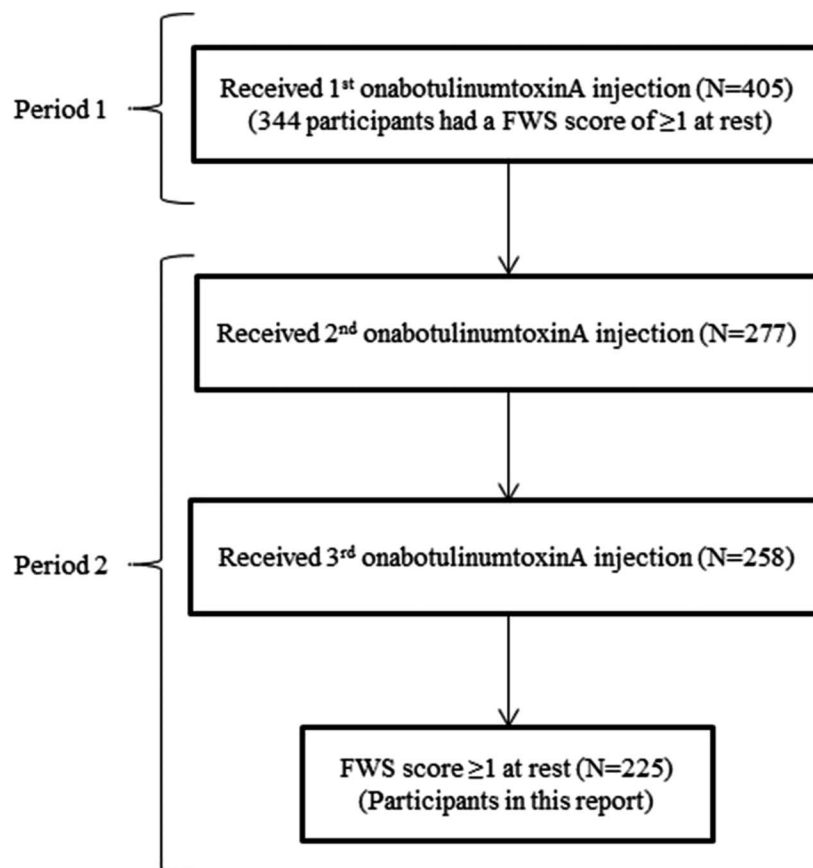 Period 1
Received 1st onabotulinumtoxinA injection (N=405)
(344 participants had a FWS score of ≥1 at rest)
Received 2nd onabotulinumtoxinA injection (N=277)
Period 2
Received 3rd onabotulinumtoxinA injection (N=258)
FWS score ≥1 at rest (N=225)
(Participants in this report)